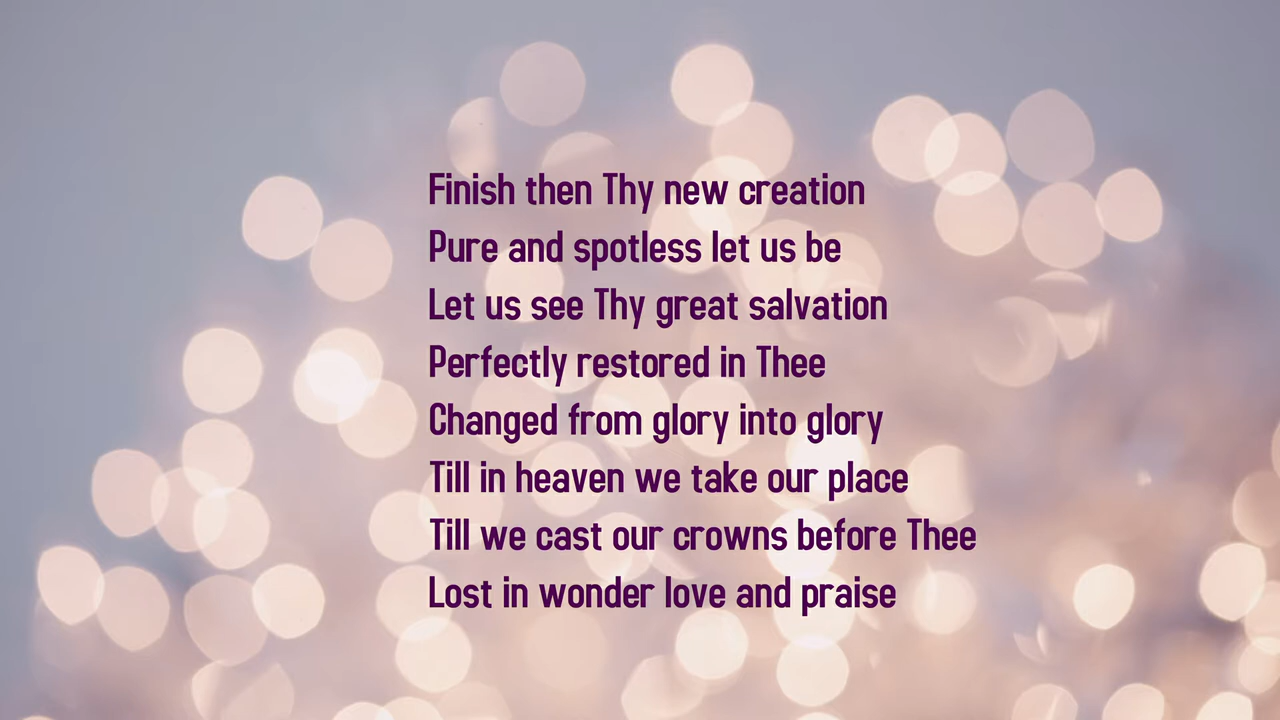 Finish then Thy new creation
Pure and spotless let us be
Let us see Thy great salvation
Perfectly restored in Thee
Changed from glory into glory
Till in heaven we take our place
Till we cast our crowns before Thee
Lost in wonder love and praise